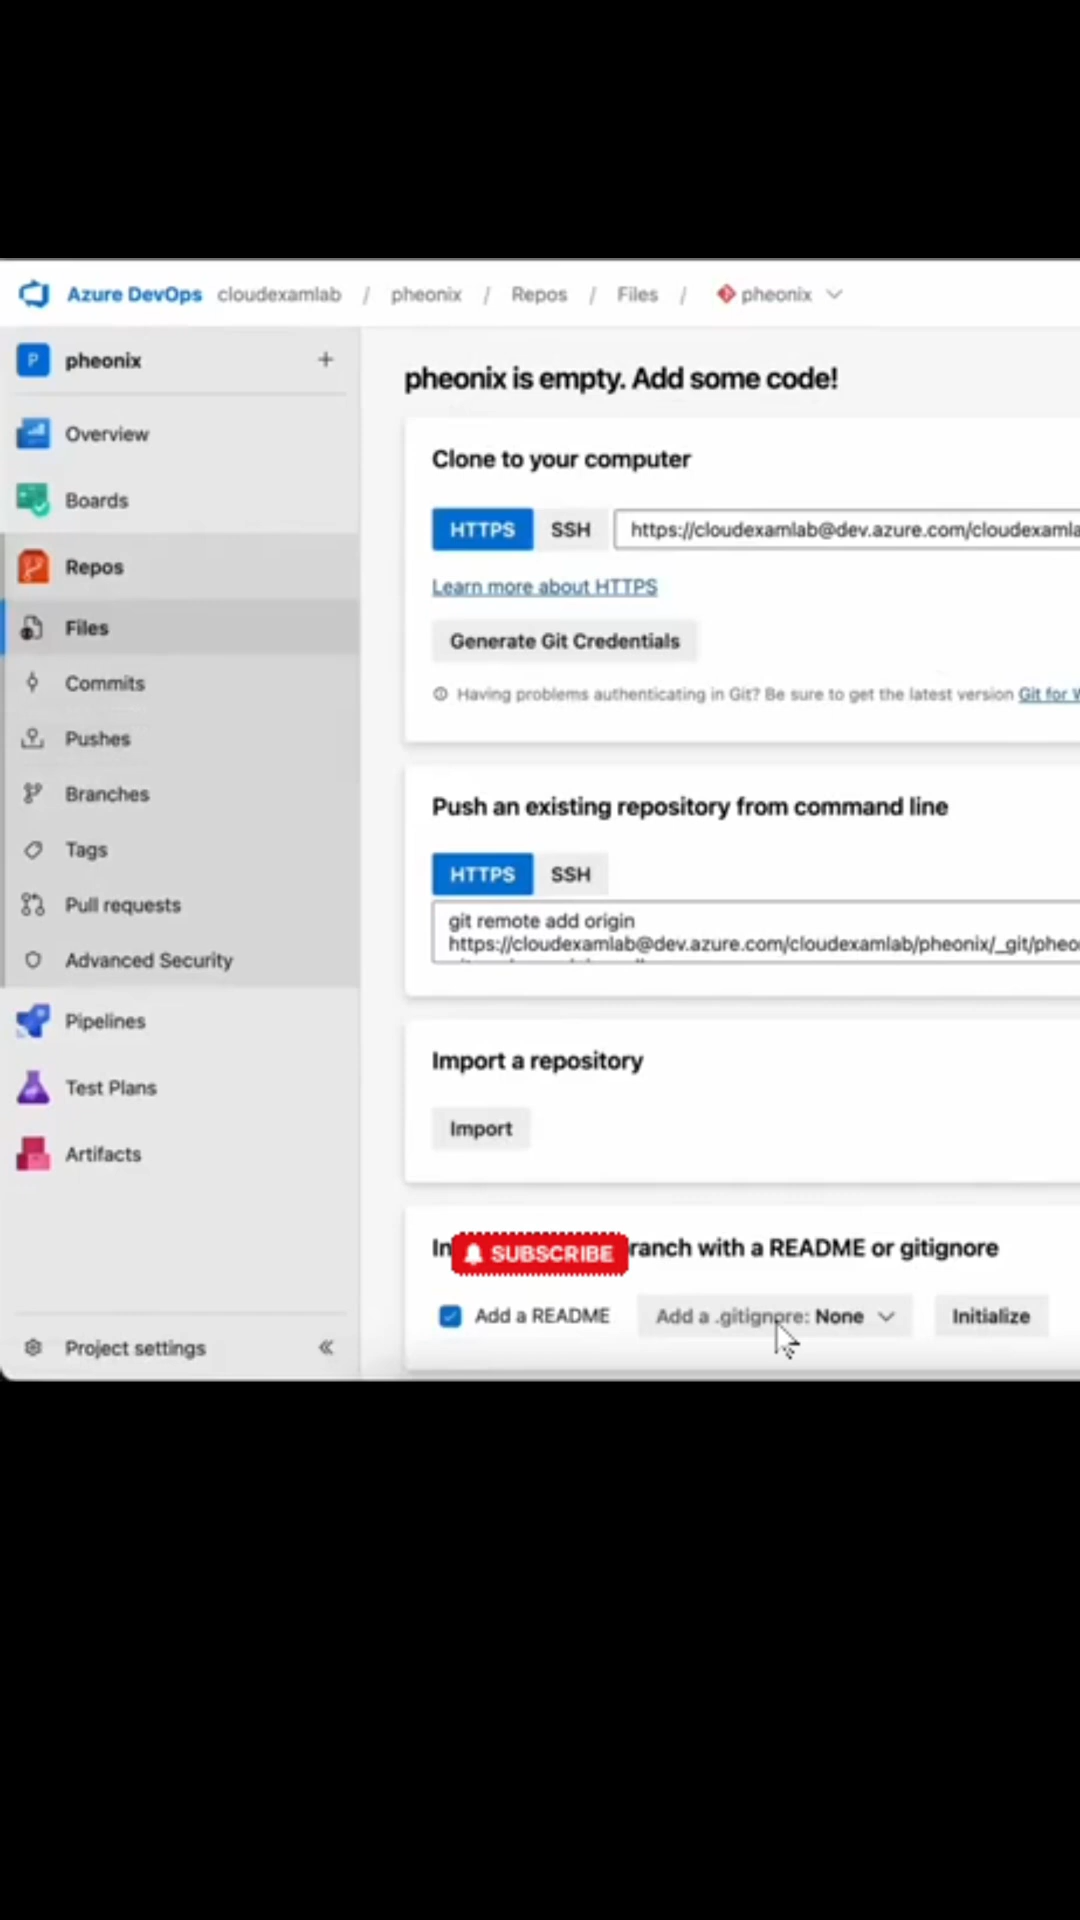 Azure DevOps cloudexamlab / pheonix / Repos / Files / pheonix
P pheonix +
Overview
Boards
Repos
Files
Commits
Pushes
Branches
Tags
Pull requests
Advanced Security
Pipelines
Test Plans
Artifacts
Project settings
pheonix is empty. Add some code!
Clone to your computer
HTTPS SSH https://cloudexamlab@dev.azure.com/cloudexamla
Learn more about HTTPS
Generate Git Credentials
Having problems authenticating in Git? Be sure to get the latest version Git for W
Push an existing repository from command line
HTTPS SSH
git remote add origin
https://cloudexamlab@dev.azure.com/cloudexamlab/pheonix/_git/pheo
Import a repository
Import
In SUBSCRIBE ranch with a README or gitignore
Add a README Add a .gitignore: None Initialize